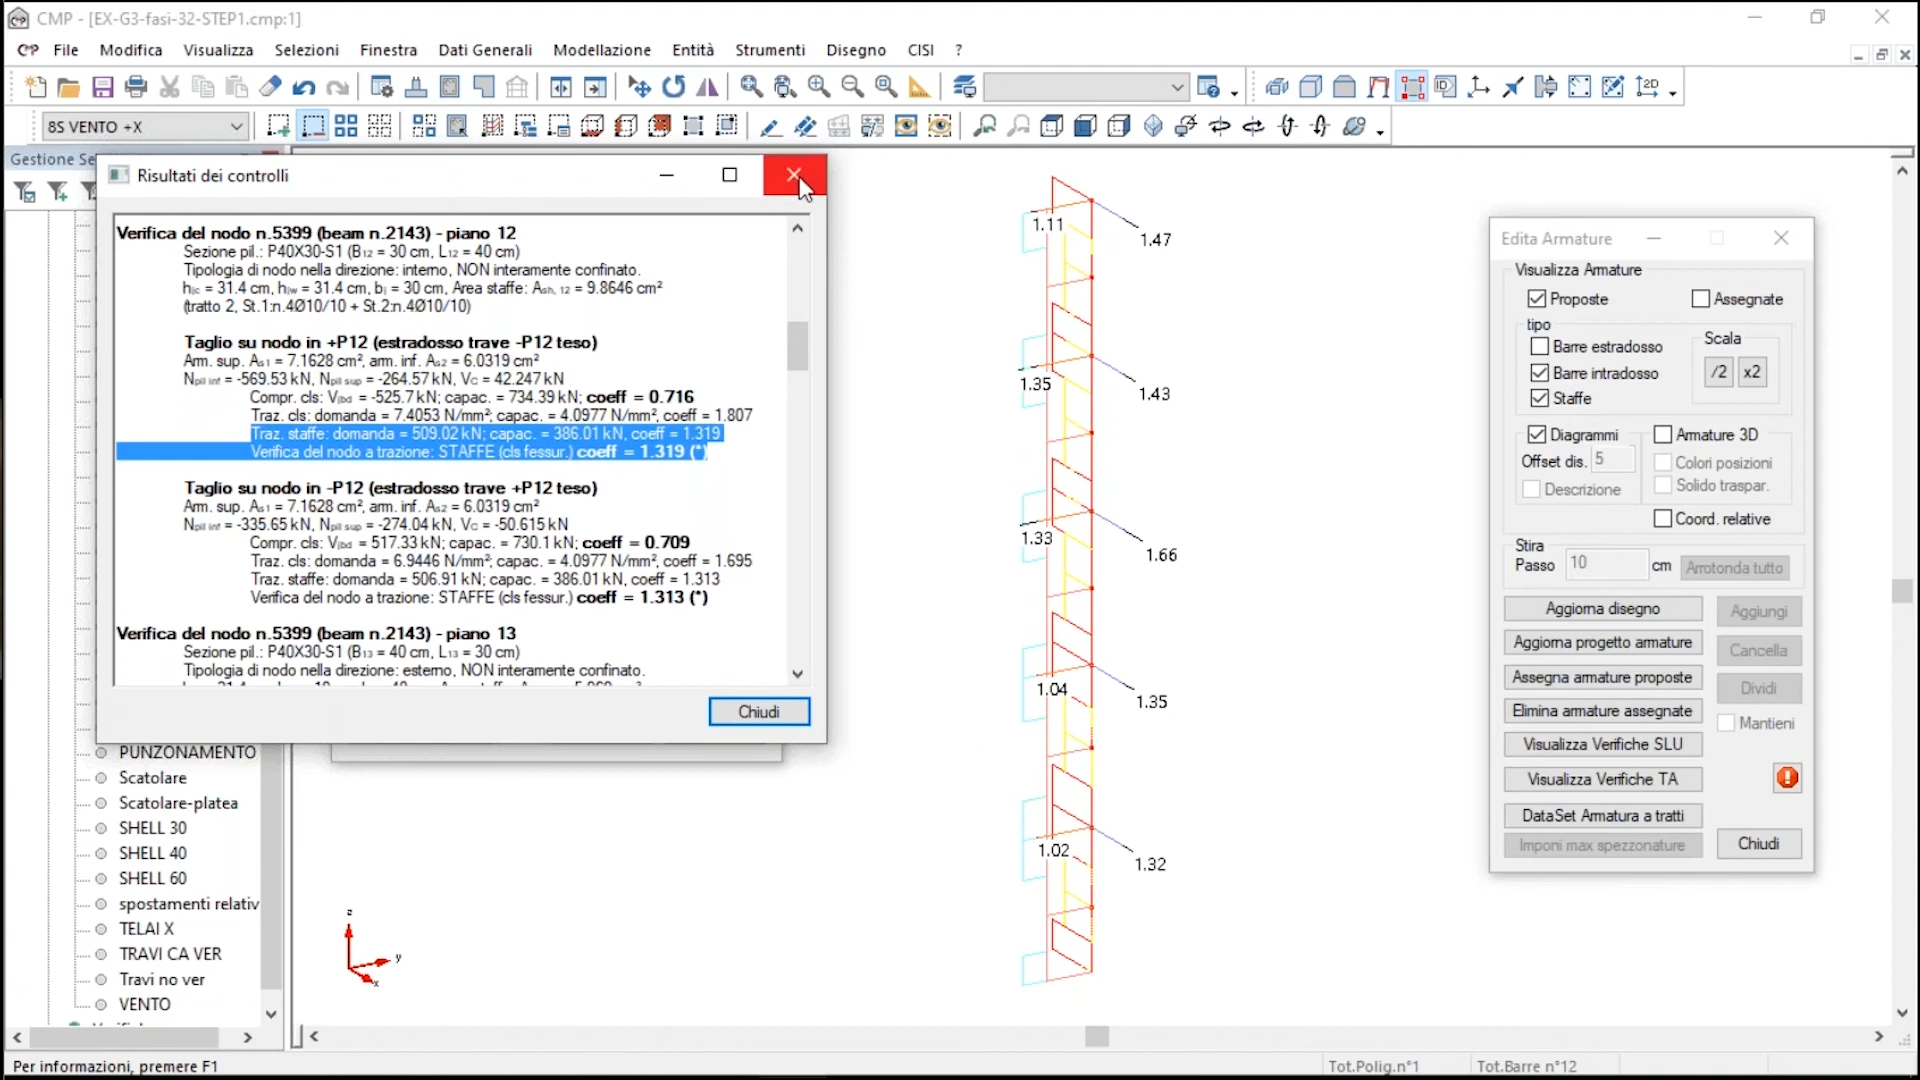 CMP - [EX-G3-fasi-32-STEP1.cmp:1]
File Modifica Visualizza Selezioni Finestra Dati Generali Modellazione Entità Strumenti Disegno CISI ?
8S VENTO +X
Gestione Se
Risultati dei controlli
Verifica del nodo n.5399 (beam n.2143) - piano 12
Sezione pil.: P40X30-S1 (B12 = 30 cm, L12 = 40 cm)
Tipologia di nodo nella direzione: interno, NON interamente confinato.
hjc = 31.4 cm, hjw = 31.4 cm, bj = 30 cm, Area staffe: Ash, 12 = 9.8646 cm²
(tratto 2, St.1:n.4Ø10/10 + St.2:n.4Ø10/10)
Taglio su nodo in +P12 (estradosso trave -P12 teso)
Arm. sup. As1 = 7.1628 cm², arm. inf. As2 = 6.0319 cm²
Npil inf = -569.53 kN, Npil sup = -264.57 kN, VC = 42.247 kN
Compr. cls: Vjbd = -525.7 kN; capac. = 734.39 kN; coeff = 0.716
Traz. cls: domanda = 7.4053 N/mm²; capac. = 4.0977 N/mm², coeff = 1.807
Traz. staffe: domanda = 509.02 kN; capac. = 386.01 kN, coeff = 1.319
Verifica del nodo a trazione: STAFFE (cls fessur.) coeff = 1.319 (*)
Taglio su nodo in -P12 (estradosso trave +P12 teso)
Arm. sup. As1 = 7.1628 cm², arm. inf. As2 = 6.0319 cm²
Npil inf = -335.65 kN, Npil sup = -274.04 kN, VC = -50.615 kN
Compr. cls: Vjbd = 517.33 kN; capac. = 730.1 kN; coeff = 0.709
Traz. cls: domanda = 6.9446 N/mm²; capac. = 4.0977 N/mm², coeff = 1.695
Traz. staffe: domanda = 506.91 kN; capac. = 386.01 kN, coeff = 1.313
Verifica del nodo a trazione: STAFFE (cls fessur.) coeff = 1.313 (*)
Verifica del nodo n.5399 (beam n.2143) - piano 13
Sezione pil.: P40X30-S1 (B13 = 40 cm, L13 = 30 cm)
Tipologia di nodo nella direzione: esterno, NON interamente confinato.
Chiudi
PUNZONAMENTO
Scatolare
Scatolare-platea
SHELL 30
SHELL 40
SHELL 60
spostamenti relativ
TELAI X
TRAVI CA VER
Travi no ver
VENTO
1.11
1.47
1.35
1.43
1.33
1.66
1.04
1.35
1.02
1.32
z
y
x
Edita Armature
Visualizza Armature
Proposte Assegnate
tipo
Barre estradosso
Barre intradosso
Staffe
Scala
/2 x2
Diagrammi
Offset dis. 5
Descrizione
Armature 3D
Colori posizioni
Solido traspar.
Coord. relative
Stira
Passo 10 cm Arrotonda tutto
Aggiorna disegno Aggiungi
Aggiorna progetto armature Cancella
Assegna armature proposte Dividi
Elimina armature assegnate Mantieni
Visualizza Verifiche SLU
Visualizza Verifiche TA
DataSet Armatura a tratti
Imponi max spezzonature Chiudi
Per informazioni, premere F1
Tot.Polig.n°1 Tot.Barre n°12